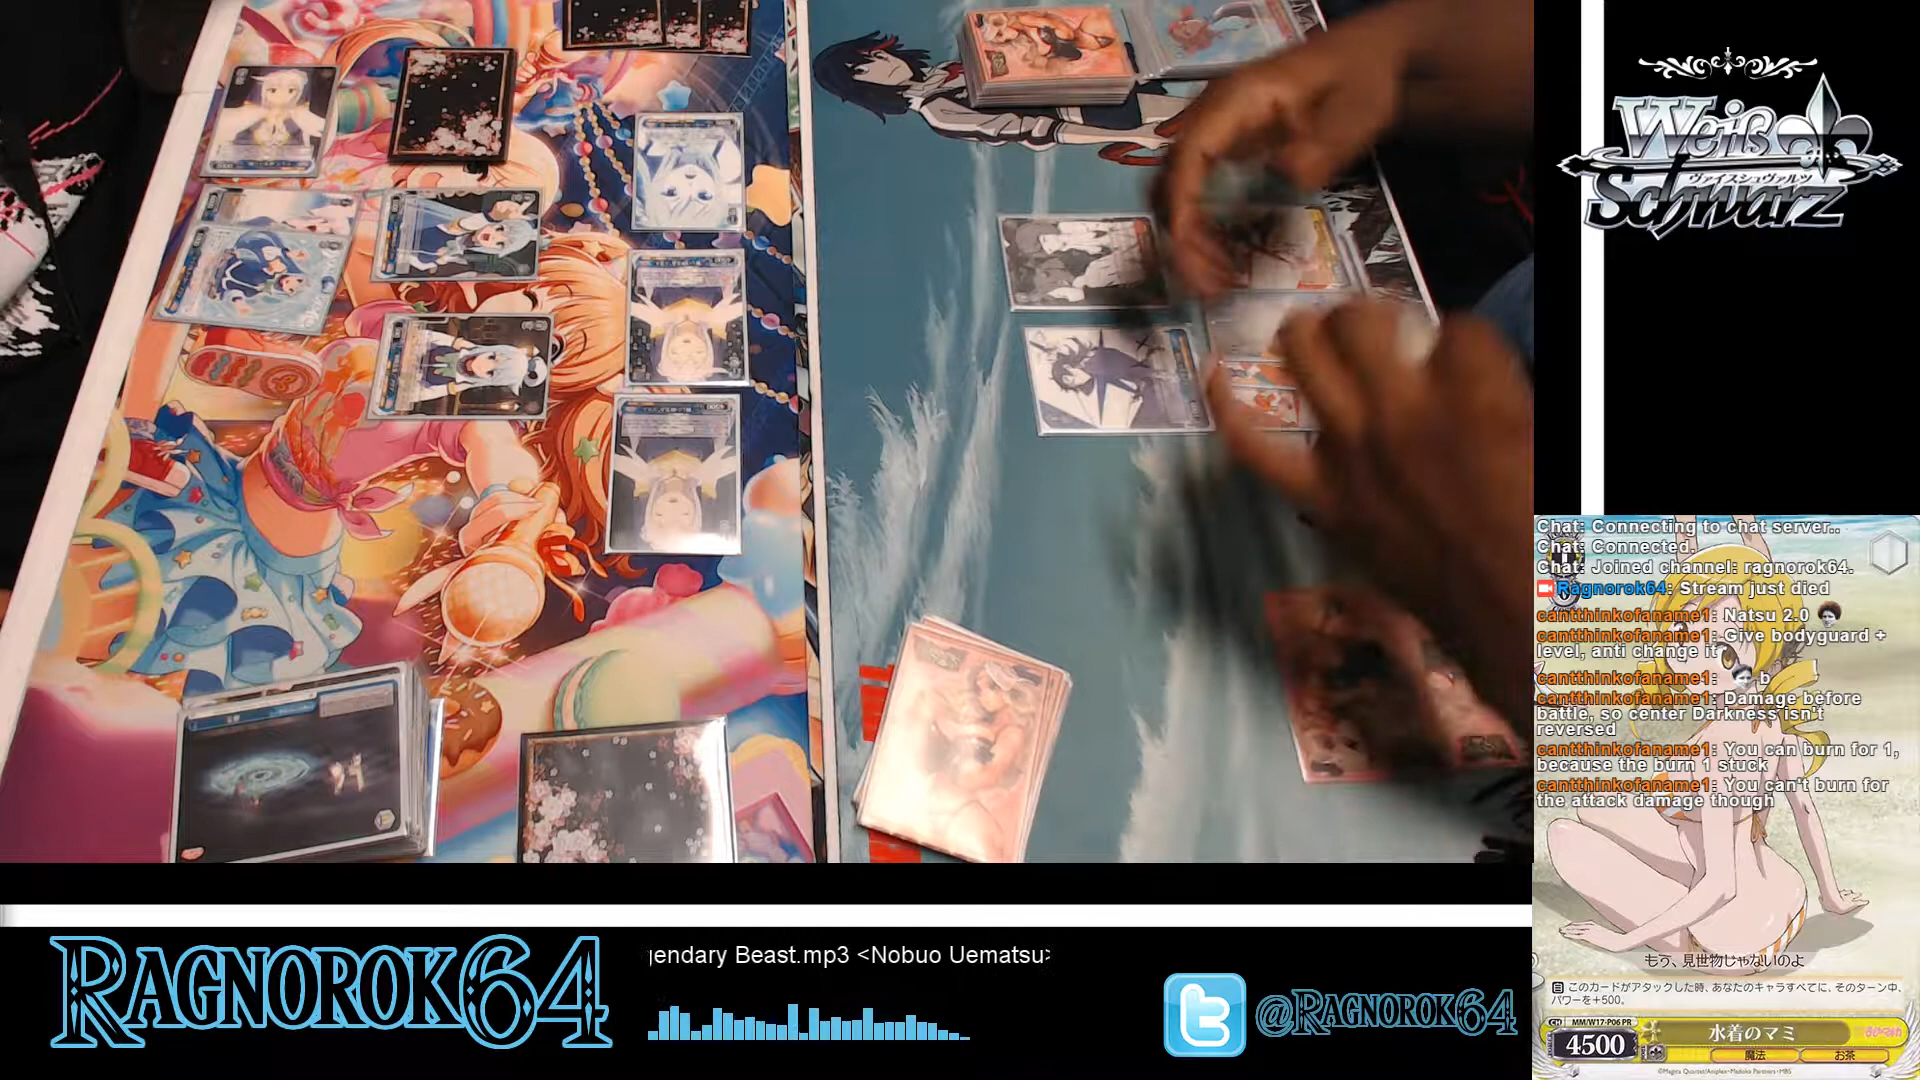 Weiß
ヴァイスシュヴァルツ
Schwarz
Chat: Connecting to chat server..
Chat: Connected.
Chat: Joined channel: ragnorok64.
Ragnorok64: Stream just died
cantthinkofaname1: Natsu 2.0
cantthinkofaname1: Give bodyguard +
level, anti change it
cantthinkofaname1: b
cantthinkofaname1: Damage before
battle, so center Darkness isn't
reversed
cantthinkofaname1: You can burn for 1,
because the burn 1 stuck
cantthinkofaname1: You can't burn for
the attack damage though
もう、見世物じゃないのよ
このカードがアタックした時、あなたのキャラすべてに、そのターン中、
パワーを+500。
MM/W17-P06 PR
水着のマミ
4500
魔法 お茶
Ragnorok64
gendary Beast.mp3 <Nobuo Uematsu>
@Ragnorok64